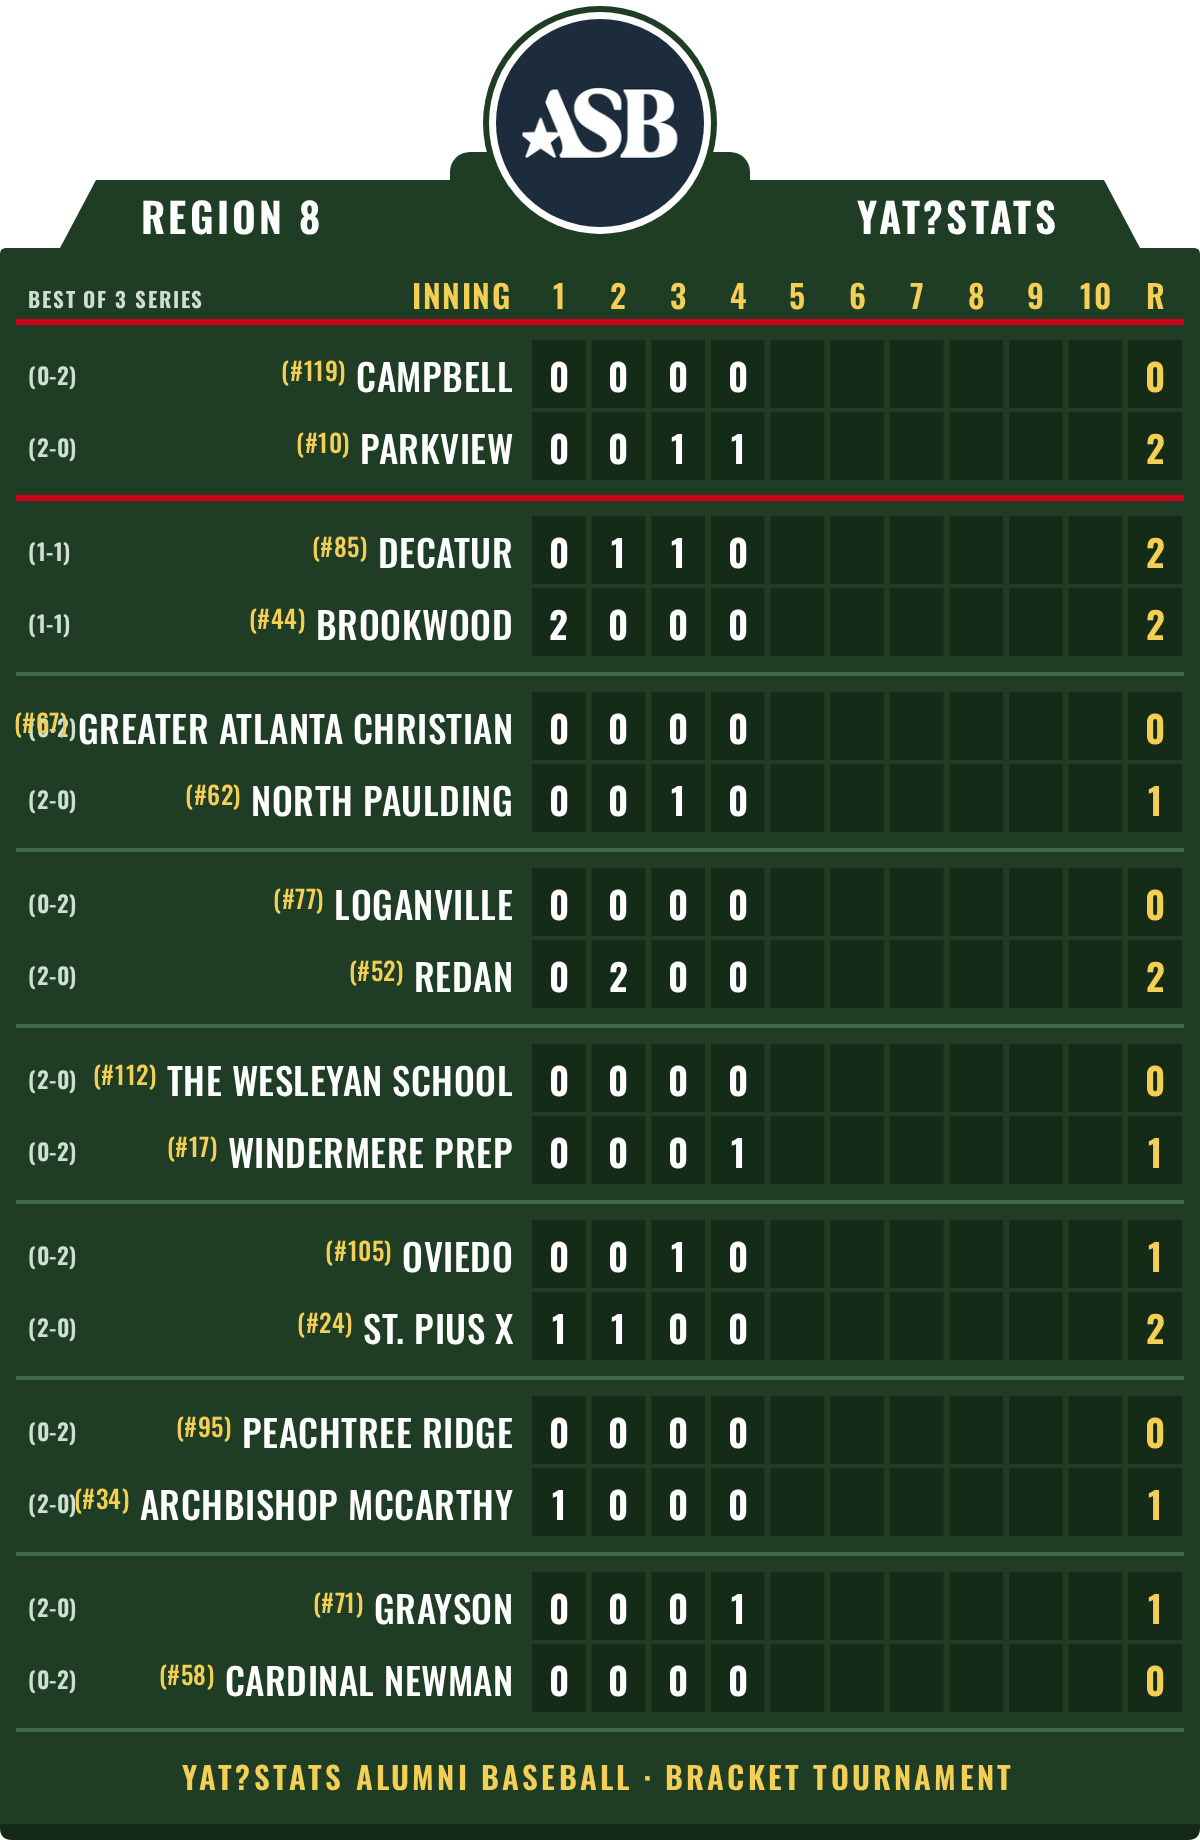 ASB
REGION 8 YAT?STATS
BEST OF 3 SERIES INNING 1 2 3 4 5 6 7 8 9 10 R
(0-2) (#119) CAMPBELL 0 0 0 0 0
(2-0) (#10) PARKVIEW 0 0 1 1 2
(1-1) (#85) DECATUR 0 1 1 0 2
(1-1) (#44) BROOKWOOD 2 0 0 0 2
(0-2) (#67) GREATER ATLANTA CHRISTIAN 0 0 0 0 0
(2-0) (#62) NORTH PAULDING 0 0 1 0 1
(0-2) (#77) LOGANVILLE 0 0 0 0 0
(2-0) (#52) REDAN 0 2 0 0 2
(2-0) (#112) THE WESLEYAN SCHOOL 0 0 0 0 0
(0-2) (#17) WINDERMERE PREP 0 0 0 1 1
(0-2) (#105) OVIEDO 0 0 1 0 1
(2-0) (#24) ST. PIUS X 1 1 0 0 2
(0-2) (#95) PEACHTREE RIDGE 0 0 0 0 0
(2-0) (#34) ARCHBISHOP MCCARTHY 1 0 0 0 1
(2-0) (#71) GRAYSON 0 0 0 1 1
(0-2) (#58) CARDINAL NEWMAN 0 0 0 0 0
YAT?STATS ALUMNI BASEBALL · BRACKET TOURNAMENT